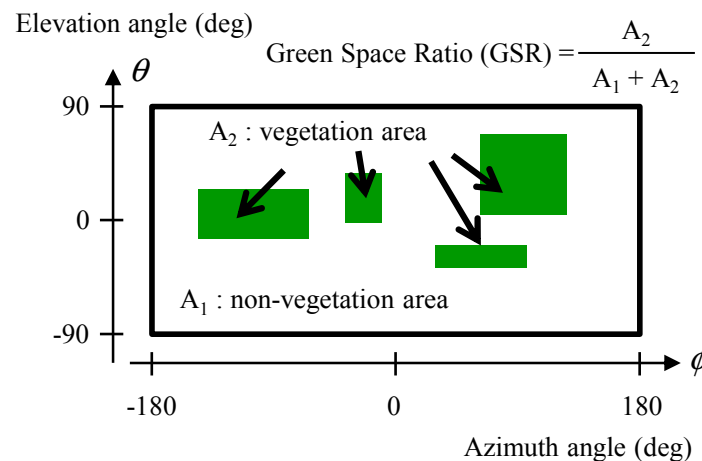 Elevation angle (deg)
Green Space Ratio (GSR) = A₂ / (A₁ + A₂)
θ
90
A₂ : vegetation area
0
A₁ : non-vegetation area
-90
ϕ
-180 0 180
Azimuth angle (deg)